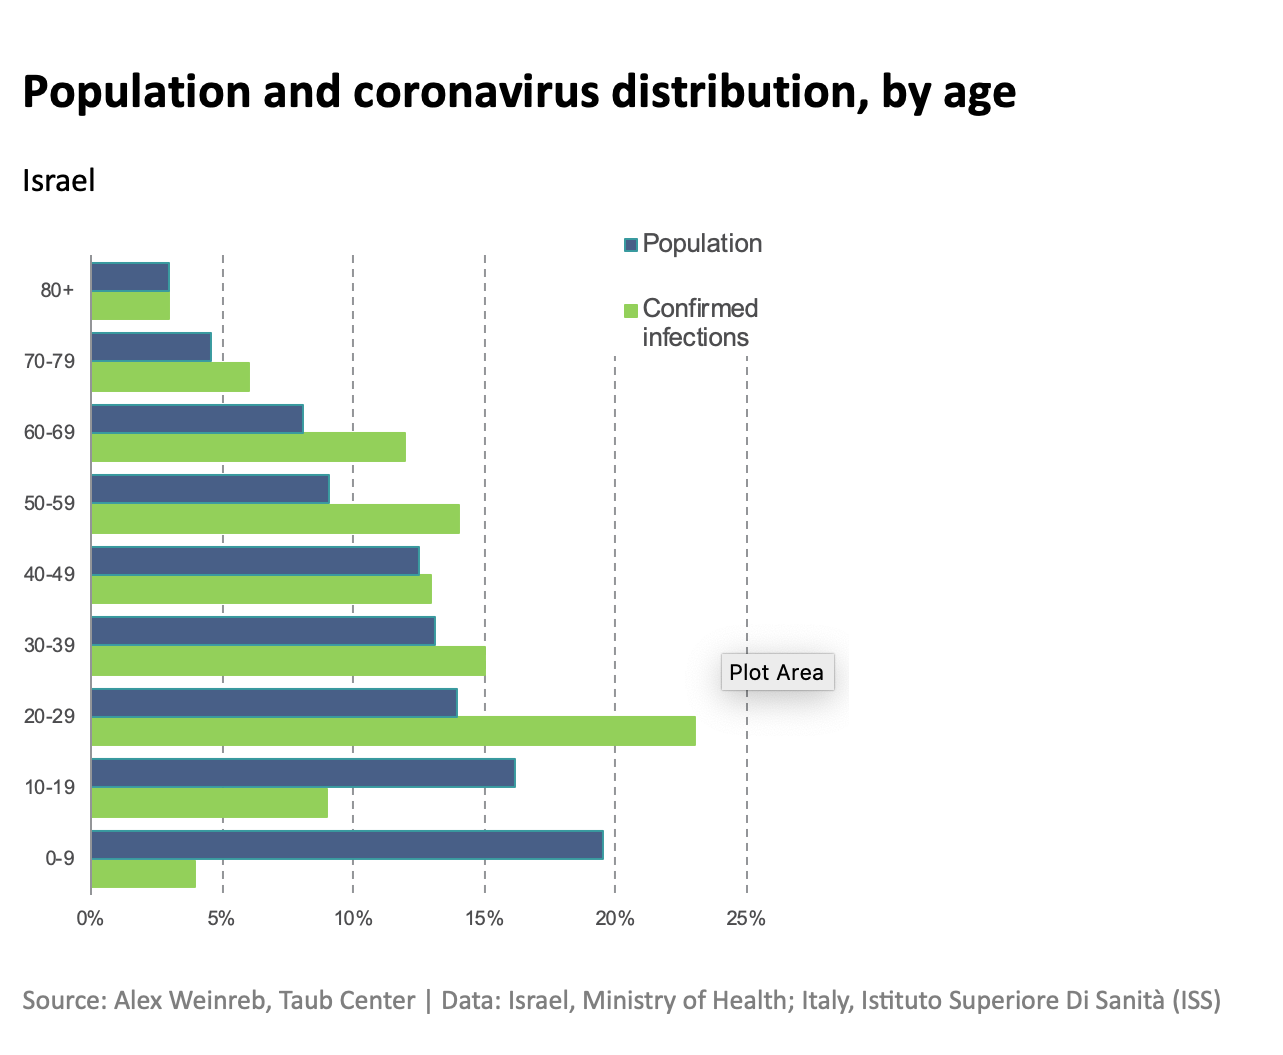 Population and coronavirus distribution, by age
Israel
Population
Confirmed
infections
80+
70-79
60-69
50-59
40-49
30-39
Plot Area
20-29
10-19
0-9
0%
5%
10%
15%
20%
25%
Source: Alex Weinreb, Taub Center | Data: Israel, Ministry of Health; Italy, Istituto Superiore Di Sanità (ISS)